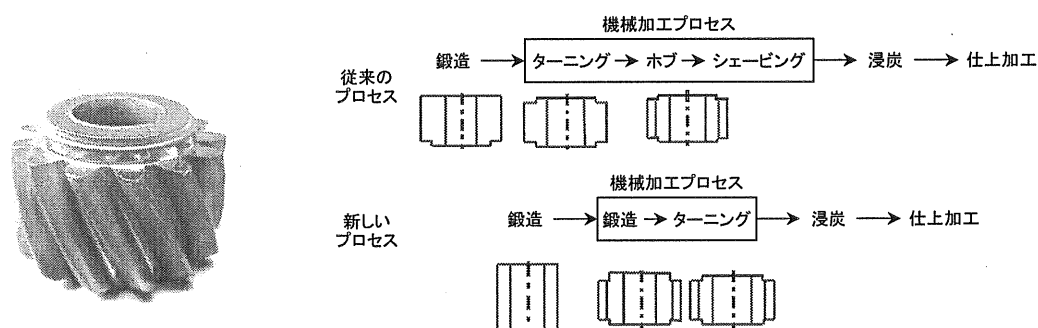 機械加工プロセス
従来の
プロセス
鍛造 → ターニング → ホブ → シェービング → 浸炭 → 仕上加工
機械加工プロセス
新しい
プロセス
鍛造 → 鍛造 → ターニング → 浸炭 → 仕上加工